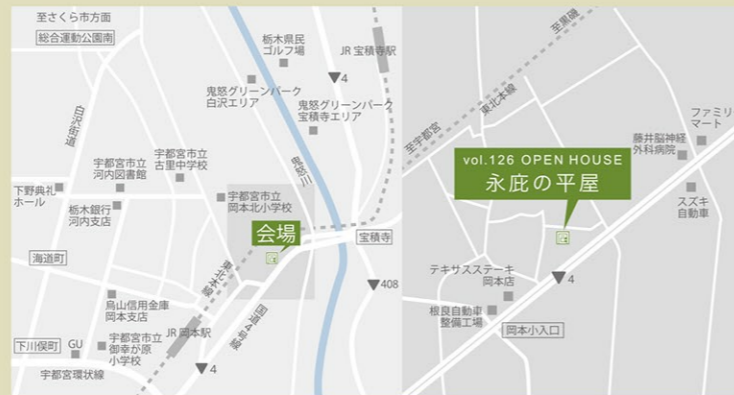 至さくら市方面
総合運動公園南
白沢街道
栃木県民
ゴルフ場
JR 宝積寺駅
4
鬼怒グリーンパーク
白沢エリア
鬼怒グリーンパーク
宝積寺エリア
鬼怒川
宇都宮市立
河内図書館
宇都宮市立
古里中学校
下野典礼
ホール
栃木銀行
河内支店
宇都宮市立
岡本北小学校
会場
宝積寺
海道町
東北本線
408
烏山信用金庫
岡本支店
JR 岡本駅
国道4号線
下川俣町
GU
宇都宮市立
御幸が原
小学校
宇都宮環状線
4
至黒磯
東北本線
至宇都宮
ファミリー
マート
藤井脳神経
外科病院
スズキ
自動車
vol.126 OPEN HOUSE
永庇の平屋
テキサスステーキ
岡本店
4
根良自動車
整備工場
岡本小入口